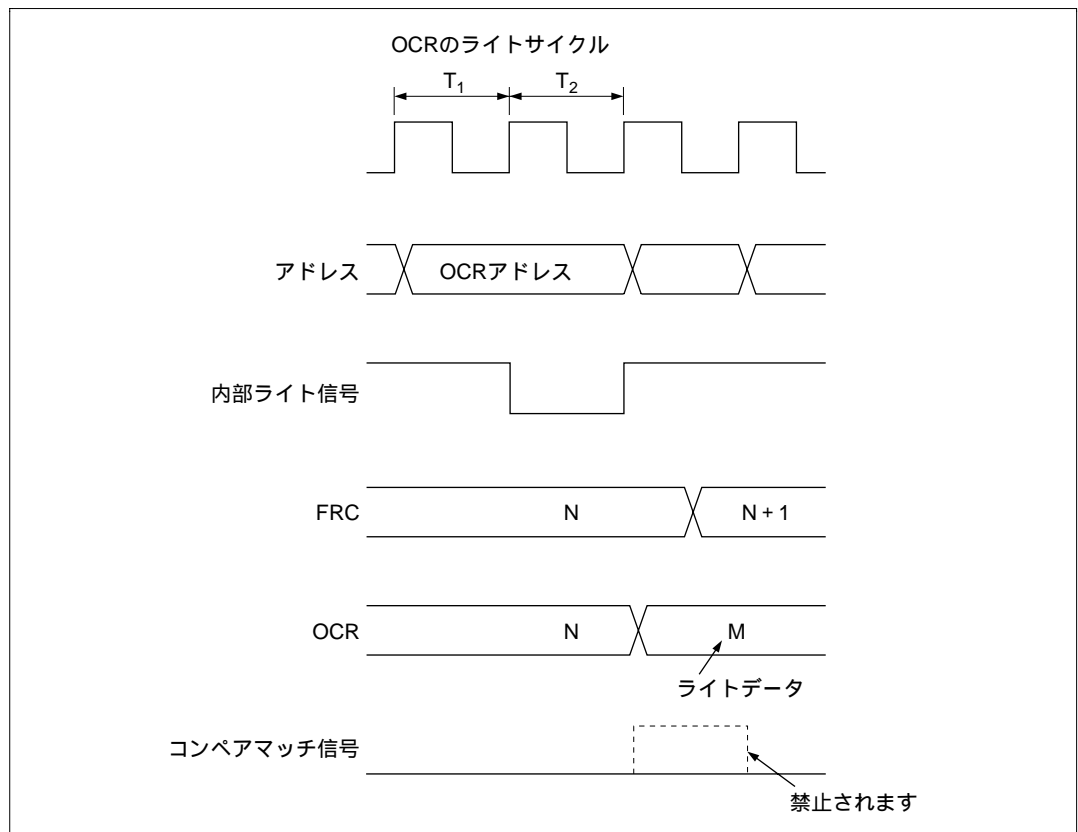 OCRのライトサイクル
T₁ T₂
アドレス OCRアドレス
内部ライト信号
FRC N N + 1
OCR N M
ライトデータ
コンペアマッチ信号
禁止されます